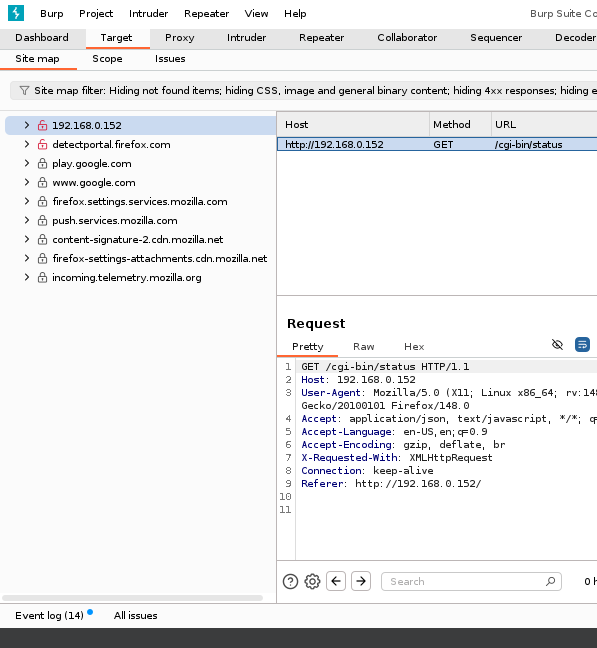 Burp Project Intruder Repeater View Help Burp Suite Co
Dashboard Target Proxy Intruder Repeater Collaborator Sequencer Decoder
Site map Scope Issues
Site map filter: Hiding not found items; hiding CSS, image and general binary content; hiding 4xx responses; hiding e
192.168.0.152
detectportal.firefox.com
play.google.com
www.google.com
firefox.settings.services.mozilla.com
push.services.mozilla.com
content-signature-2.cdn.mozilla.net
firefox-settings-attachments.cdn.mozilla.net
incoming.telemetry.mozilla.org
Host Method URL
http://192.168.0.152 GET /cgi-bin/status
Request
Pretty Raw Hex
1 GET /cgi-bin/status HTTP/1.1
2 Host: 192.168.0.152
3 User-Agent: Mozilla/5.0 (X11; Linux x86_64; rv:148
Gecko/20100101 Firefox/148.0
4 Accept: application/json, text/javascript, */*; q=
5 Accept-Language: en-US,en;q=0.9
6 Accept-Encoding: gzip, deflate, br
7 X-Requested-With: XMLHttpRequest
8 Connection: keep-alive
9 Referer: http://192.168.0.152/
10
11
Search 0 h
Event log (14) All issues